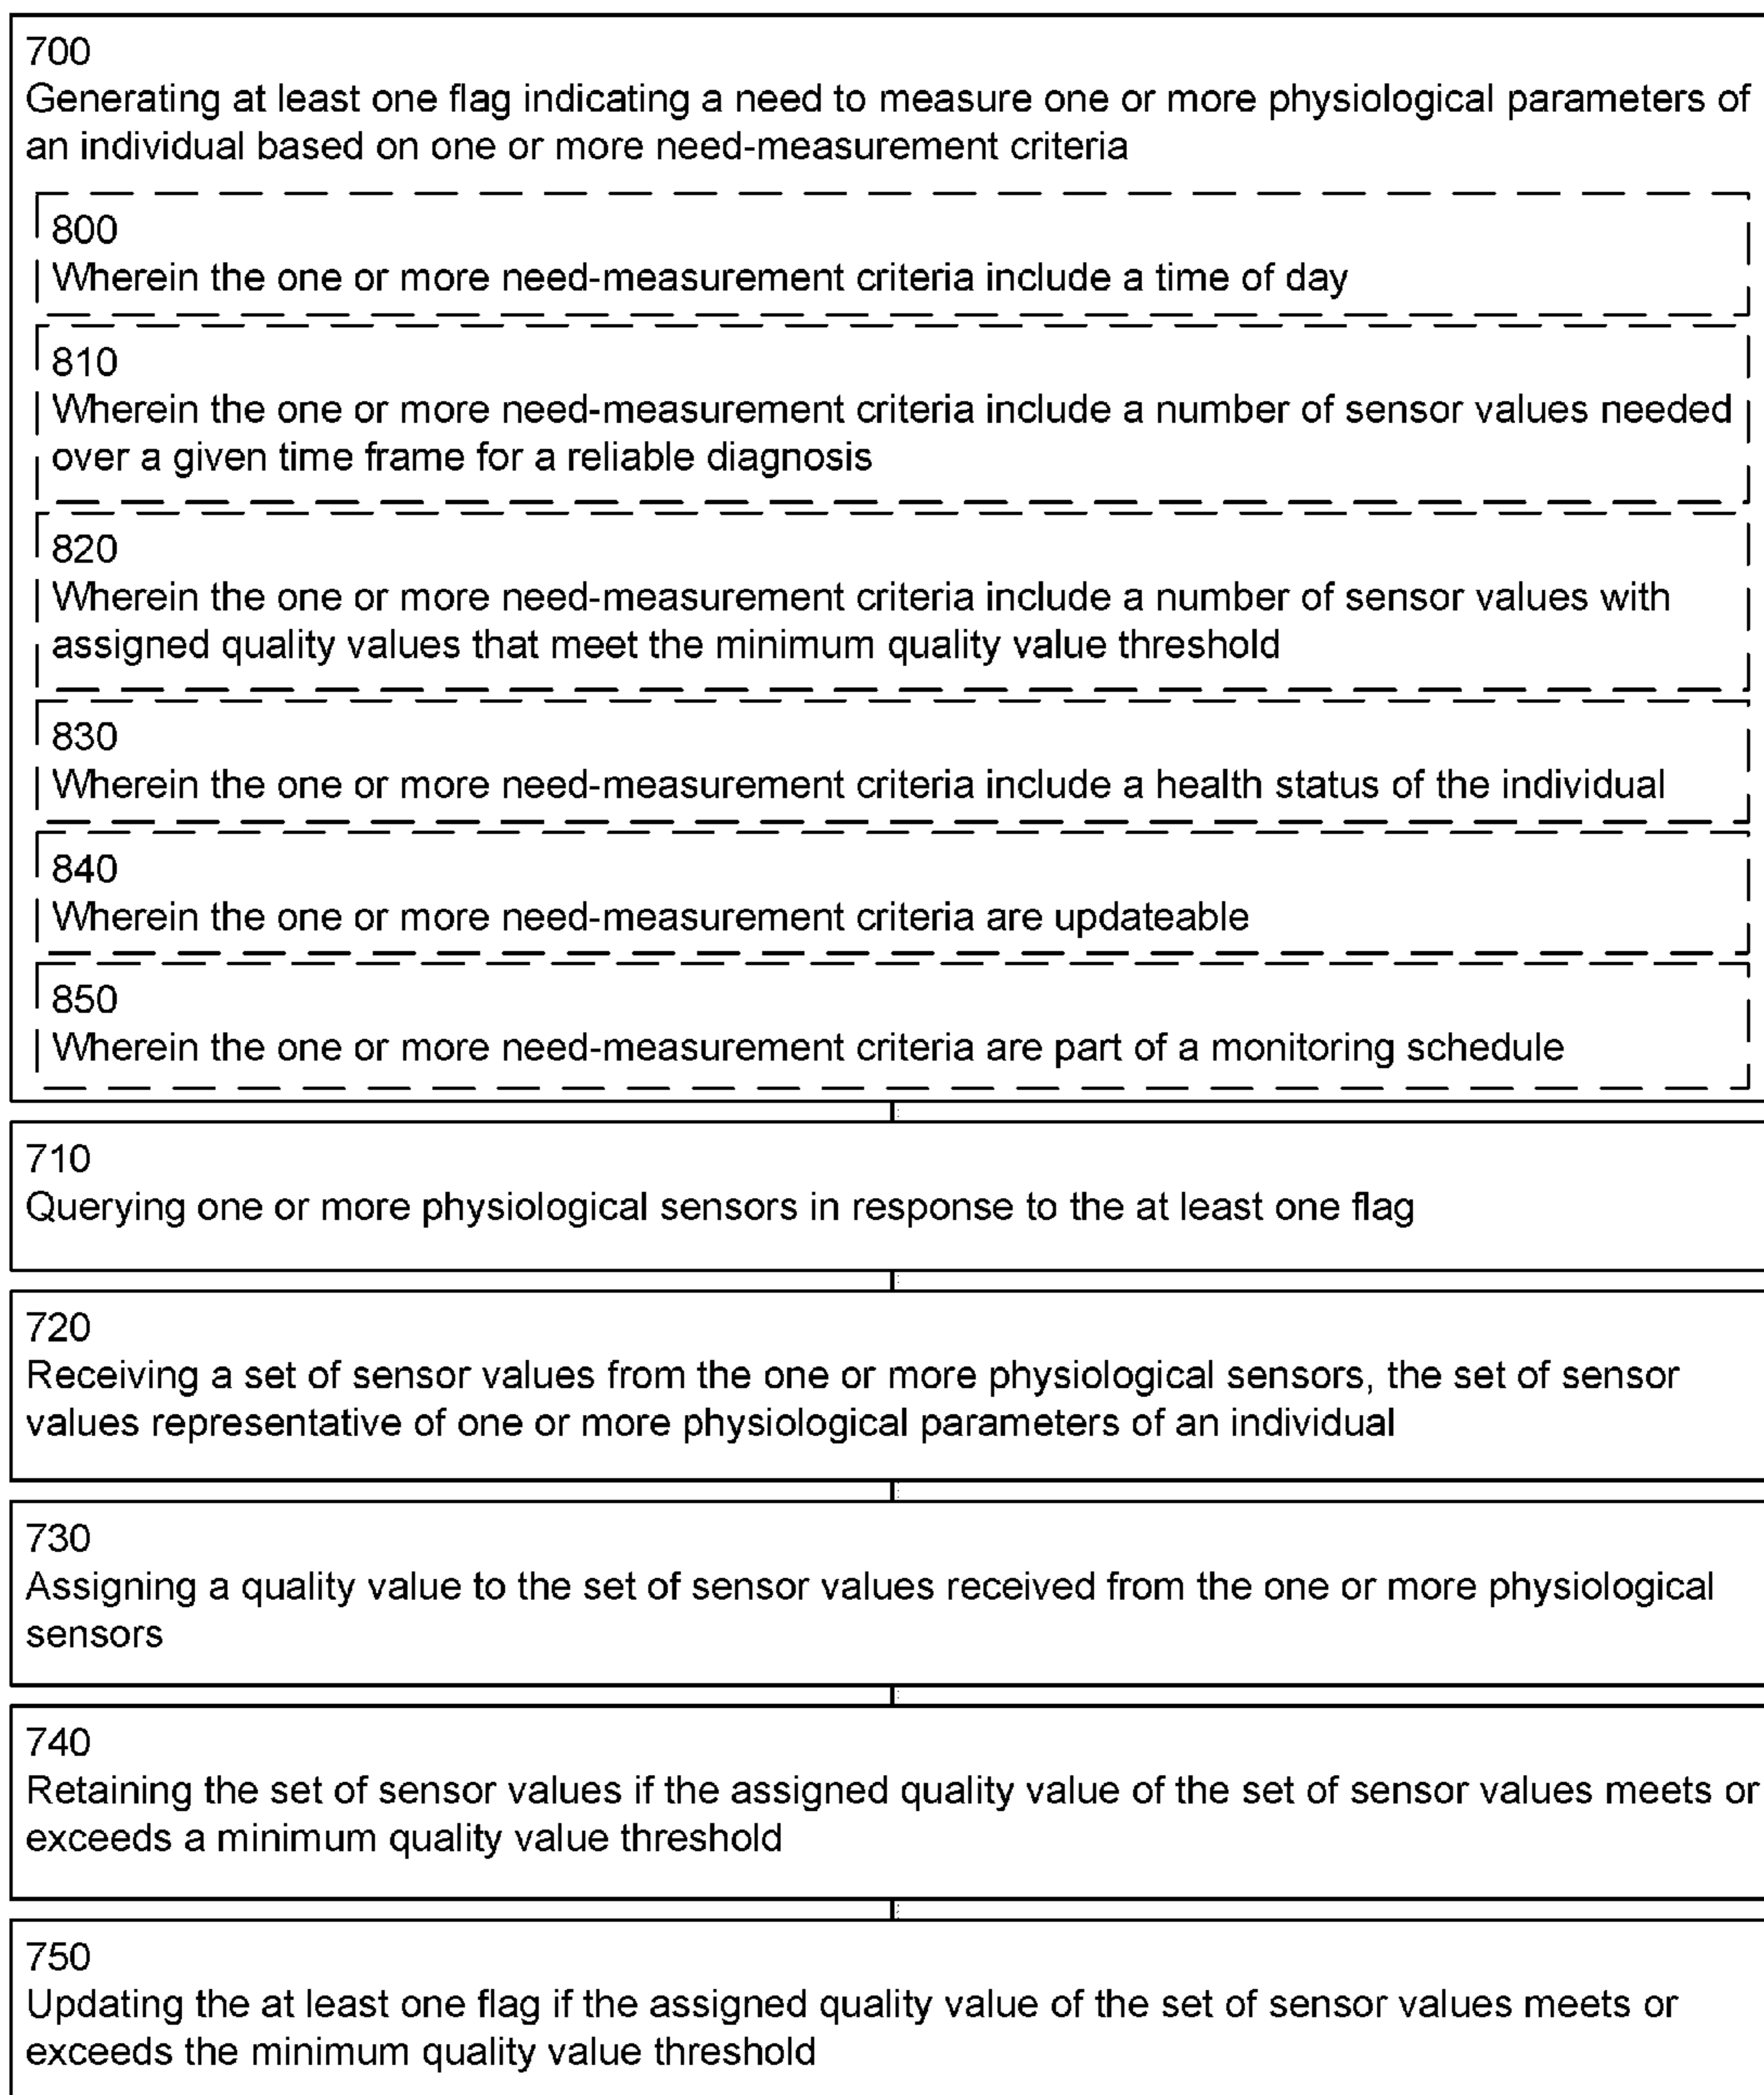 700
Generating at least one flag indicating a need to measure one or more physiological parameters of
an individual based on one or more need-measurement criteria
800
Wherein the one or more need-measurement criteria include a time of day
810
Wherein the one or more need-measurement criteria include a number of sensor values needed
over a given time frame for a reliable diagnosis
820
Wherein the one or more need-measurement criteria include a number of sensor values with
assigned quality values that meet the minimum quality value threshold
830
Wherein the one or more need-measurement criteria include a health status of the individual
840
Wherein the one or more need-measurement criteria are updateable
850
Wherein the one or more need-measurement criteria are part of a monitoring schedule
710
Querying one or more physiological sensors in response to the at least one flag
720
Receiving a set of sensor values from the one or more physiological sensors, the set of sensor
values representative of one or more physiological parameters of an individual
730
Assigning a quality value to the set of sensor values received from the one or more physiological
sensors
740
Retaining the set of sensor values if the assigned quality value of the set of sensor values meets or
exceeds a minimum quality value threshold
750
Updating the at least one flag if the assigned quality value of the set of sensor values meets or
exceeds the minimum quality value threshold